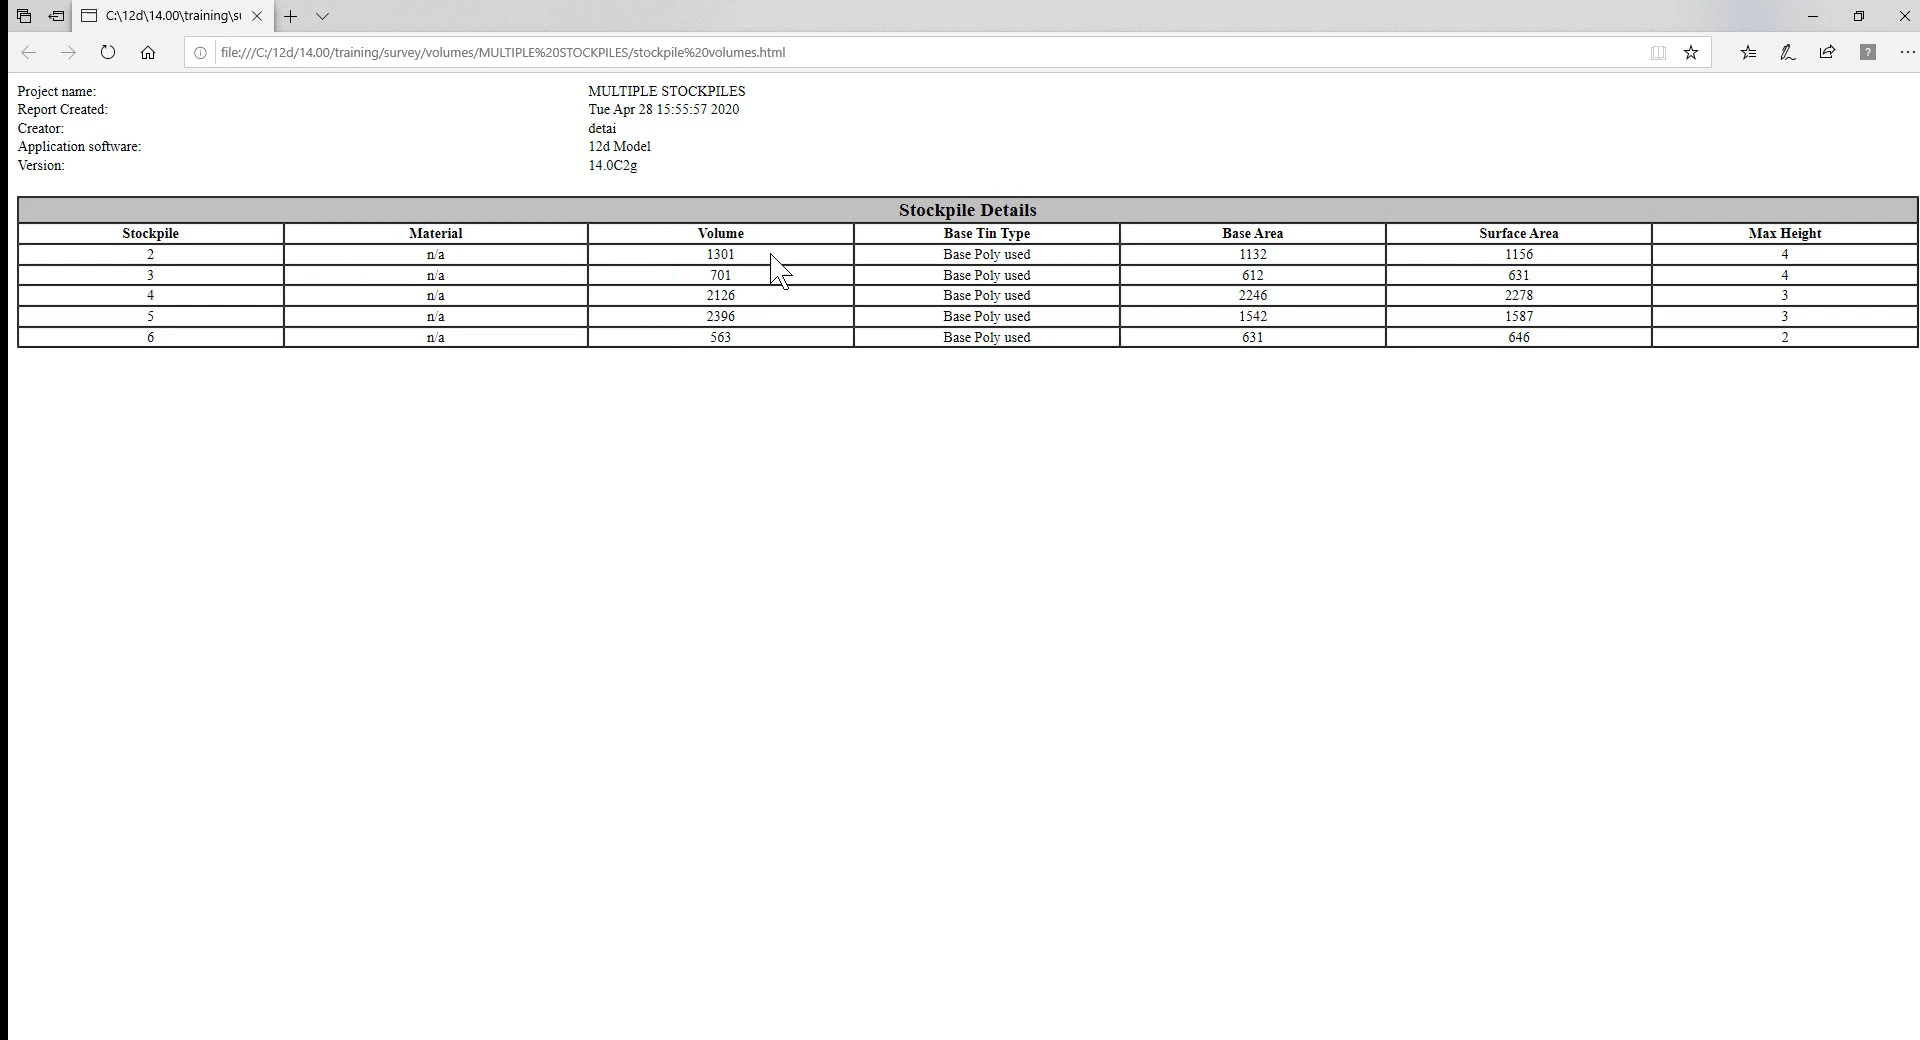 C:\12d\14.00\training\su
file:///C:/12d/14.00/training/survey/volumes/MULTIPLE%20STOCKPILES/stockpile%20volumes.html
Project name: MULTIPLE STOCKPILES
Report Created: Tue Apr 28 15:55:57 2020
Creator: detai
Application software: 12d Model
Version: 14.0C2g
Stockpile Details
Stockpile Material Volume Base Tin Type Base Area Surface Area Max Height
2 n/a 1301 Base Poly used 1132 1156 4
3 n/a 701 Base Poly used 612 631 4
4 n/a 2126 Base Poly used 2246 2278 3
5 n/a 2396 Base Poly used 1542 1587 3
6 n/a 563 Base Poly used 631 646 2